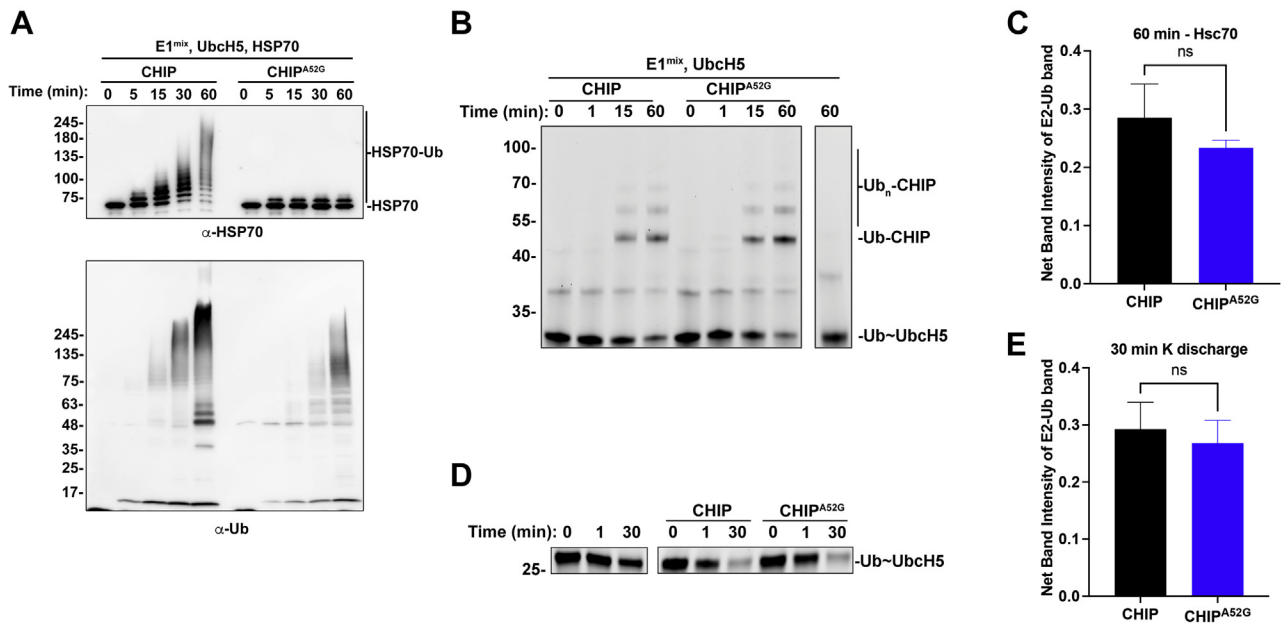 A
E1mix, UbcH5, HSP70
CHIP CHIPA52G
Time (min): 0 5 15 30 60 0 5 15 30 60
245-
180-
135-
100-
75-
-HSP70-Ub
-HSP70
α-HSP70
245-
135-
75-
63-
48-
35-
25-
17-
α-Ub
B
E1mix, UbcH5
CHIP CHIPA52G
Time (min): 0 1 15 60 0 1 15 60 60
100-
70-
55-
40-
35-
-Ubn-CHIP
-Ub-CHIP
-Ub~UbcH5
C
60 min - Hsc70
ns
Net Band Intensity of E2-Ub band
0.4
0.3
0.2
0.1
0.0
CHIP CHIPA52G
D
CHIP CHIPA52G
Time (min): 0 1 30 0 1 30 0 1 30
25-
-Ub~UbcH5
E
30 min K discharge
ns
Net Band Intensity of E2-Ub band
0.4
0.3
0.2
0.1
0.0
CHIP CHIPA52G